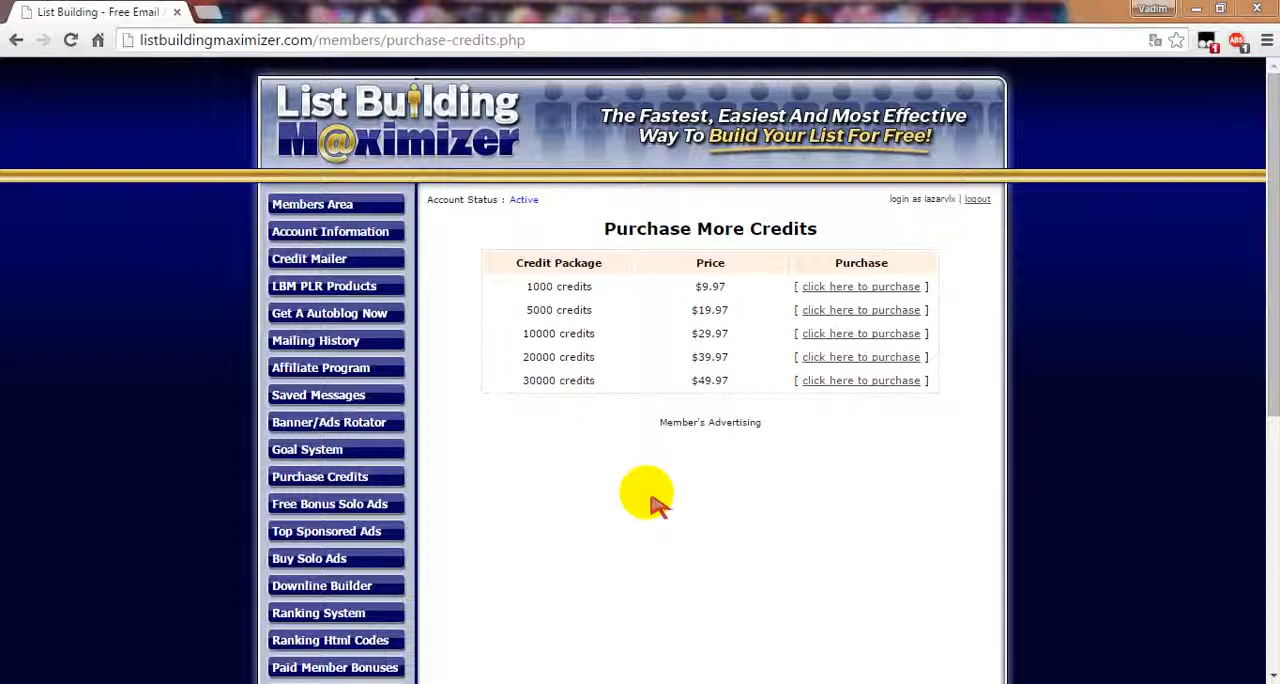 List Building - Free Email
Vadim
listbuildingmaximizer.com/members/purchase-credits.php
List Building
M@ximizer
The Fastest, Easiest And Most Effective
Way To Build Your List For Free!
Account Status : Active
login as lazarvlx | logout
Members Area
Account Information
Credit Mailer
LBM PLR Products
Get A Autoblog Now
Mailing History
Affiliate Program
Saved Messages
Banner/Ads Rotator
Goal System
Purchase Credits
Free Bonus Solo Ads
Top Sponsored Ads
Buy Solo Ads
Downline Builder
Ranking System
Ranking Html Codes
Paid Member Bonuses
Purchase More Credits
Credit Package Price Purchase
1000 credits $9.97 [ click here to purchase ]
5000 credits $19.97 [ click here to purchase ]
10000 credits $29.97 [ click here to purchase ]
20000 credits $39.97 [ click here to purchase ]
30000 credits $49.97 [ click here to purchase ]
Member's Advertising